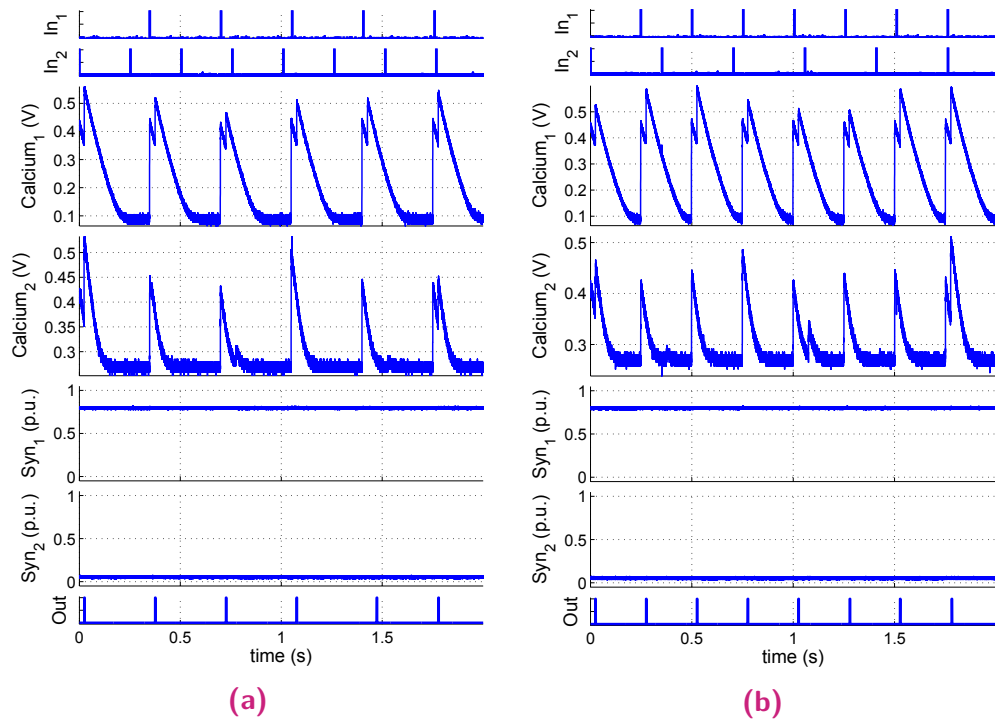 In1
In2
Calcium1 (V)
0.5
0.4
0.3
0.2
0.1
Calcium2 (V)
0.5
0.45
0.4
0.35
0.3
Syn1 (p.u.)
1
0.5
0
Syn2 (p.u.)
1
0.5
0
Out
0
0.5
1
1.5
time (s)
(a)
In1
In2
Calcium1 (V)
0.5
0.4
0.3
0.2
0.1
Calcium2 (V)
0.5
0.4
0.3
Syn1 (p.u.)
1
0.5
0
Syn2 (p.u.)
1
0.5
0
Out
0
0.5
1
1.5
time (s)
(b)